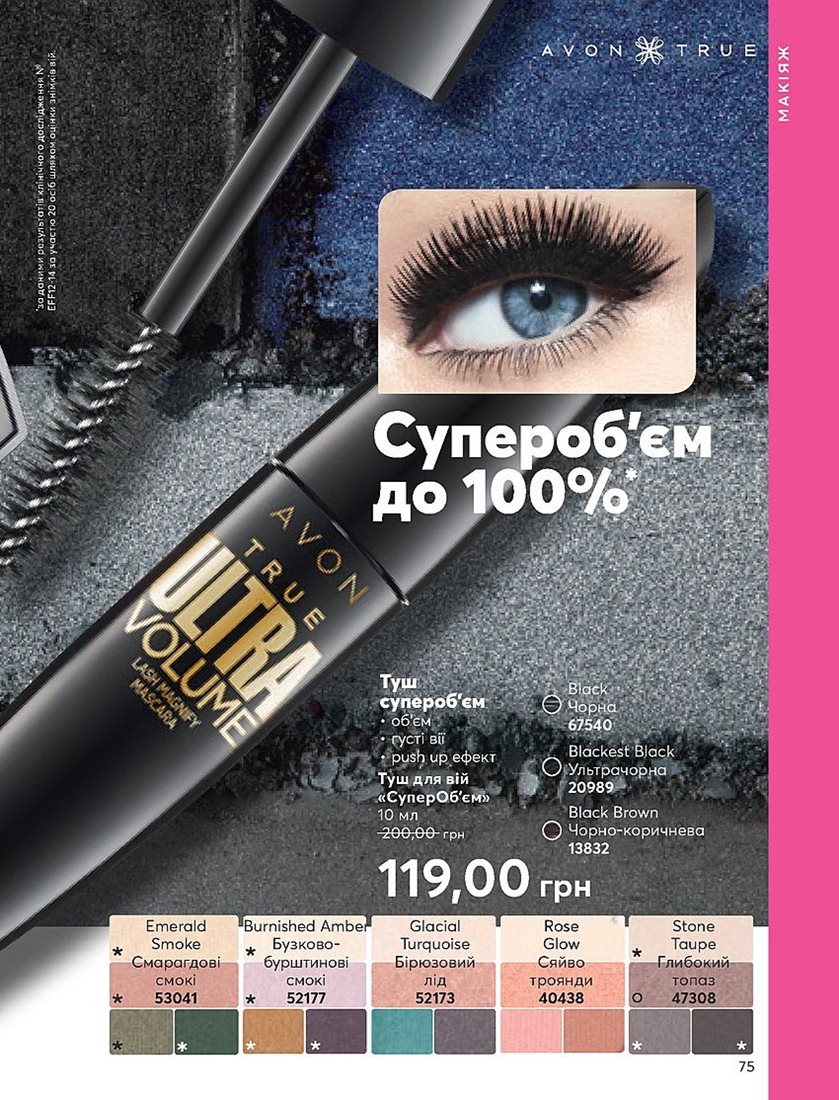 AVON TRUE
МАКІЯЖ
*за даними результатів клінічного дослідження №
EFF12-14 за участю 20 осіб шляхом оцінки знімків вій.
Супероб'єм
до 100%*
AVON
TRUE
ULTRA
VOLUME
LASH MAGNIFY
MASCARA
Туш
супероб'єм
• об'єм
• густі вії
• push up ефект
Туш для вій
«СуперОб'єм»
10 мл
200,00 грн
119,00 грн
Black
Чорна
67540
Blackest Black
Ультрачорна
20989
Black Brown
Чорно-коричнева
13832
Emerald
Smoke
Смарагдові
смокі
53041
Burnished Amber
Бузково-
бурштинові
смокі
52177
Glacial
Turquoise
Бірюзовий
лід
52173
Rose
Glow
Сяйво
троянди
40438
Stone
Taupe
Глибокий
топаз
47308
75